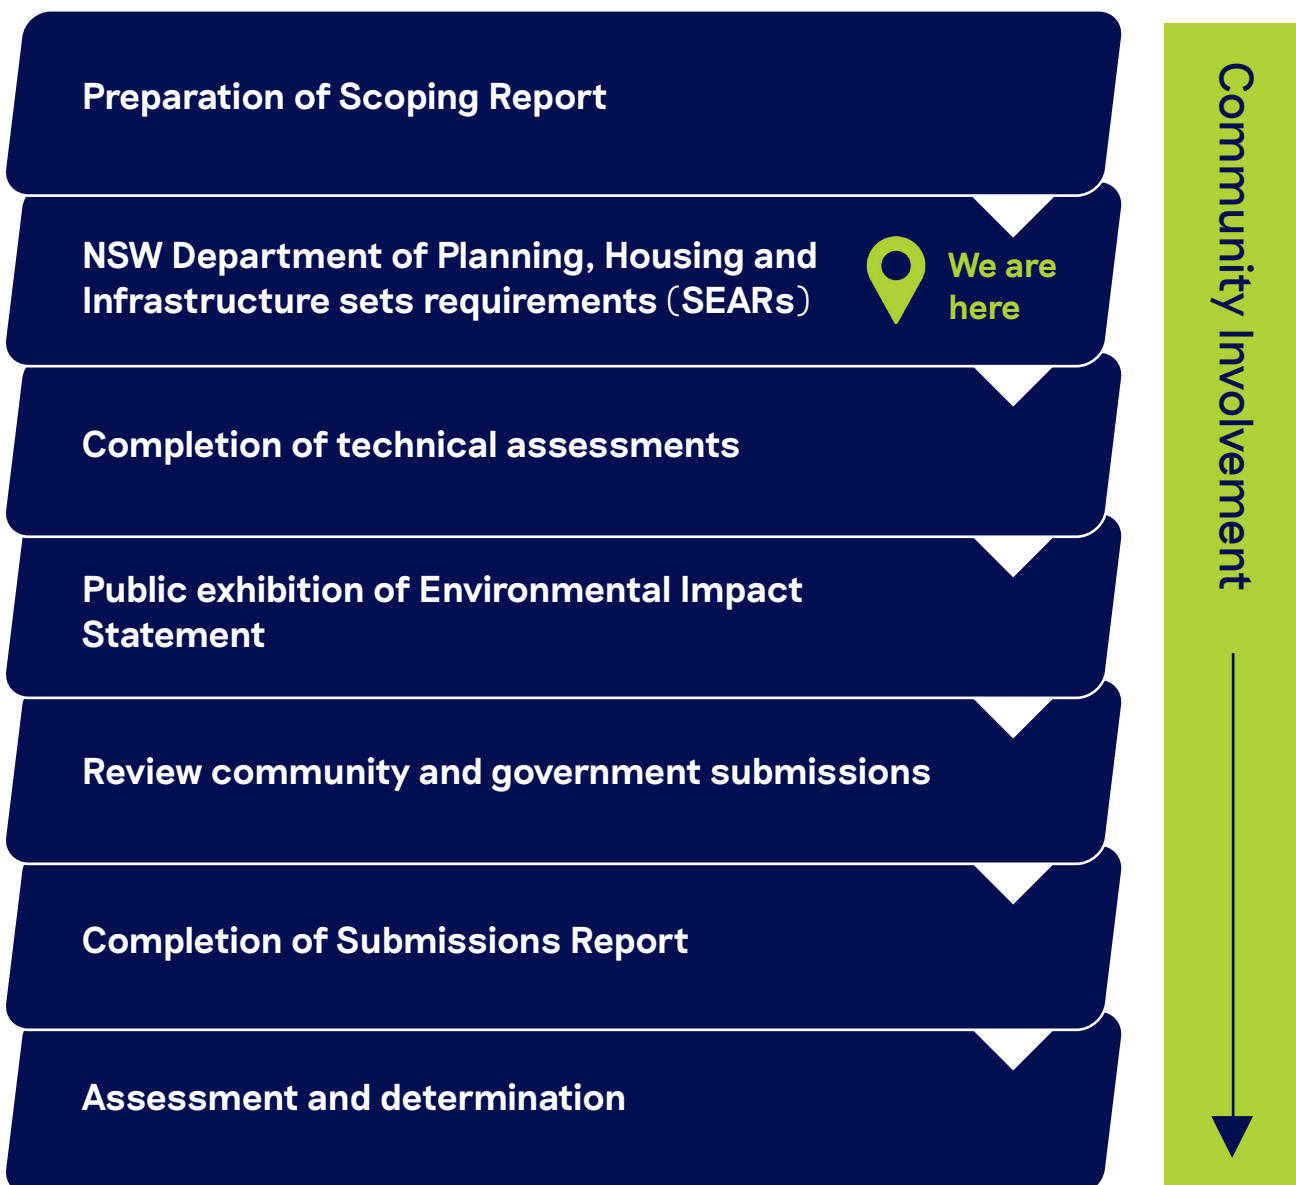 Preparation of Scoping Report
NSW Department of Planning, Housing and
Infrastructure sets requirements (SEARs)
We are
here
Completion of technical assessments
Public exhibition of Environmental Impact
Statement
Review community and government submissions
Completion of Submissions Report
Assessment and determination
Community Involvement